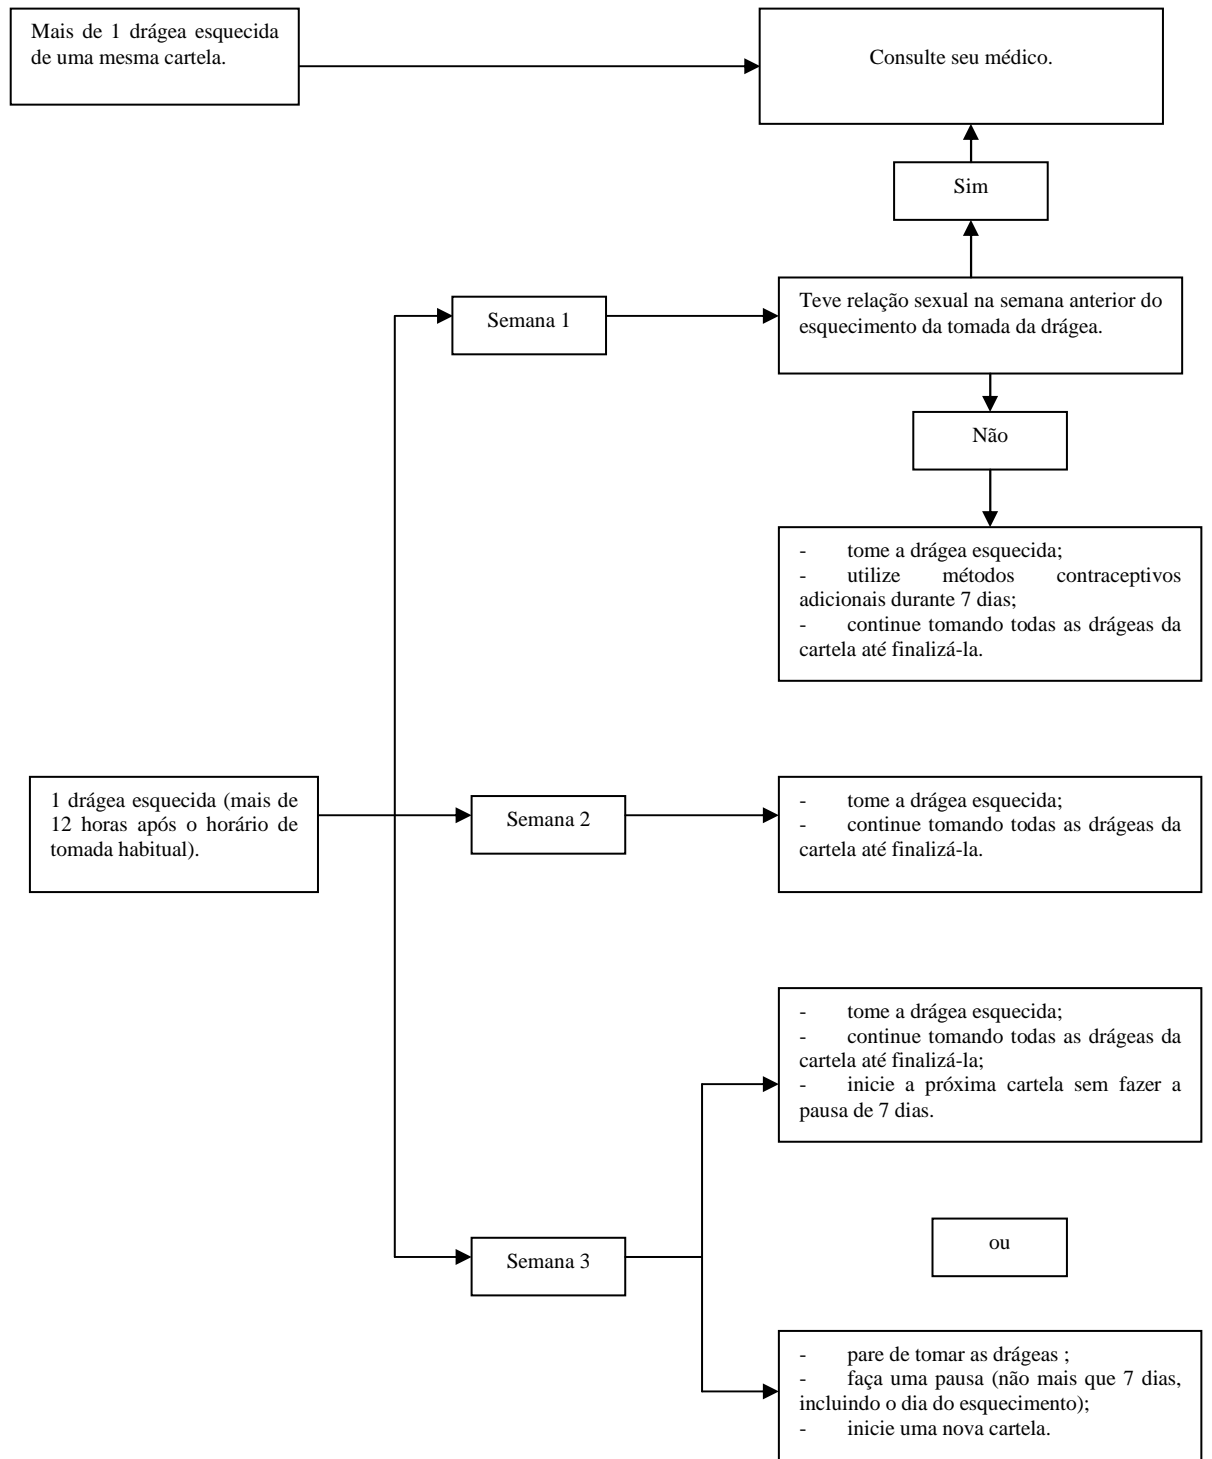 Mais de 1 drágea esquecida
de uma mesma cartela.
Consulte seu médico.
Sim
Teve relação sexual na semana anterior do
esquecimento da tomada da drágea.
Semana 1
Não
- tome a drágea esquecida;
- utilize métodos contraceptivos
adicionais durante 7 dias;
- continue tomando todas as drágeas da
cartela até finalizá-la.
1 drágea esquecida (mais de
12 horas após o horário de
tomada habitual).
Semana 2
- tome a drágea esquecida;
- continue tomando todas as drágeas da
cartela até finalizá-la.
- tome a drágea esquecida;
- continue tomando todas as drágeas da
cartela até finalizá-la;
- inicie a próxima cartela sem fazer a
pausa de 7 dias.
Semana 3
ou
- pare de tomar as drágeas ;
- faça uma pausa (não mais que 7 dias,
incluindo o dia do esquecimento);
- inicie uma nova cartela.